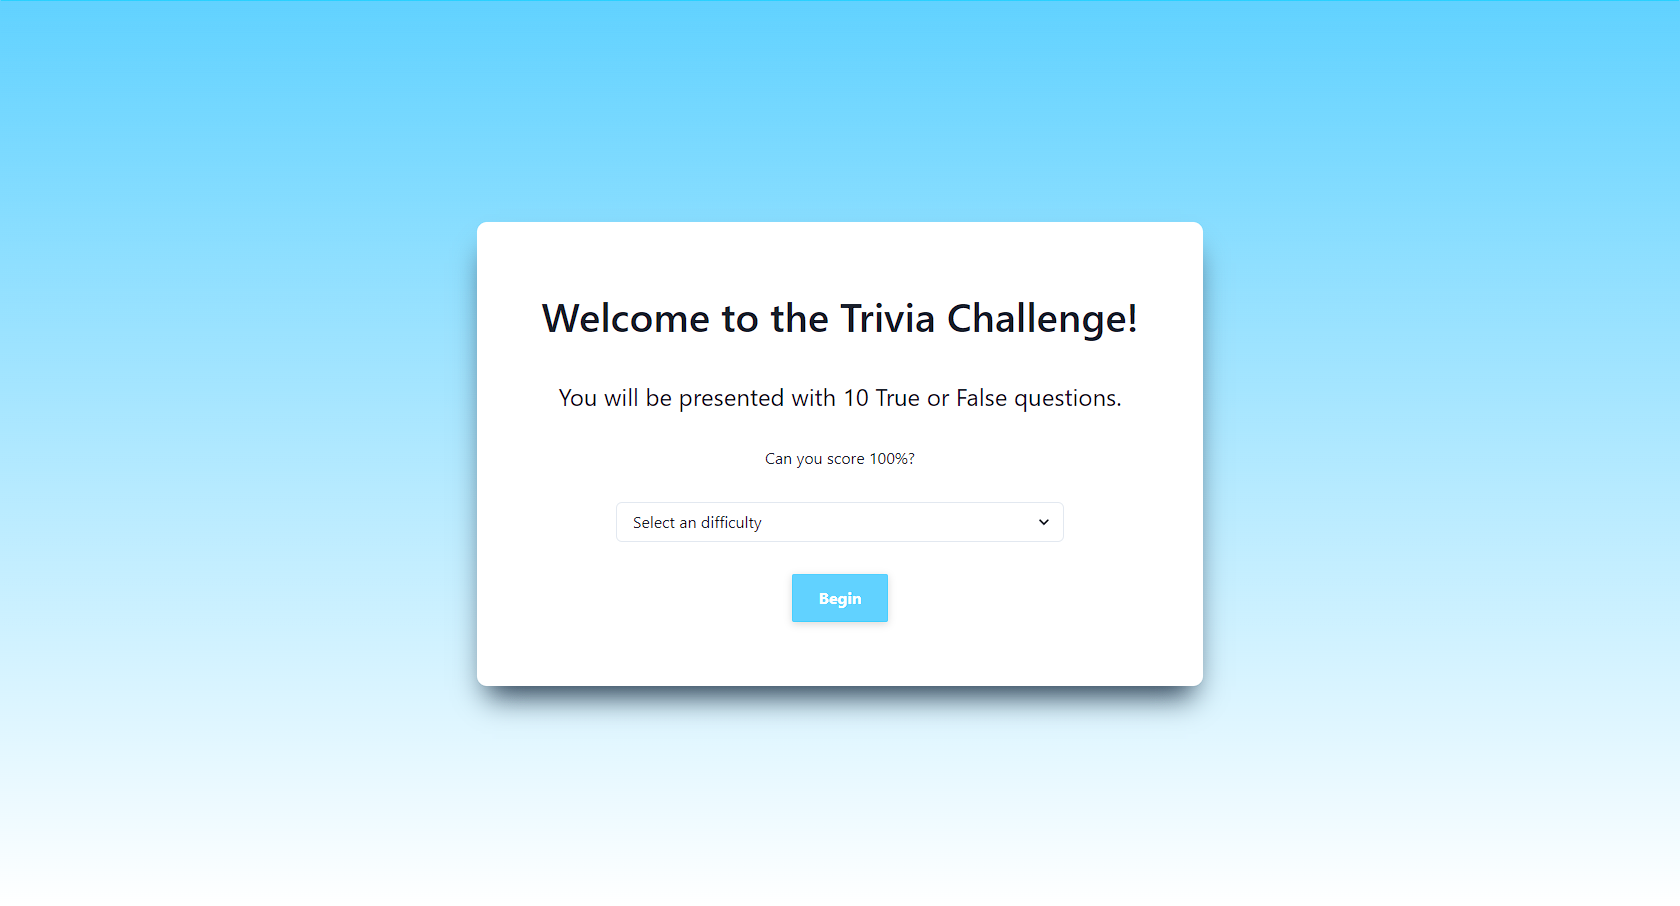 Welcome to the Trivia Challenge!
You will be presented with 10 True or False questions.
Can you score 100%?
Select an difficulty
Begin